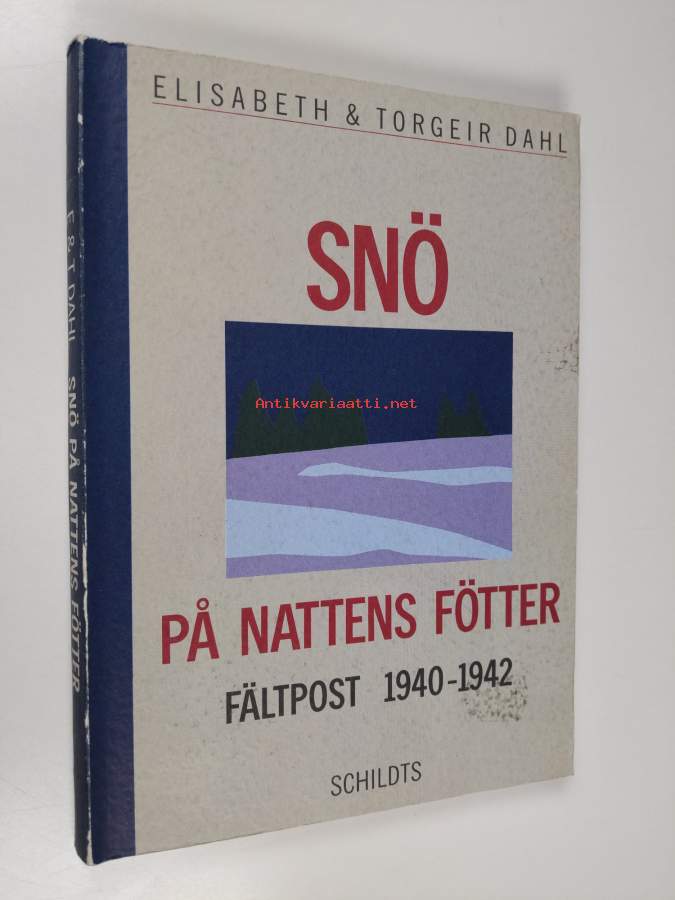 ELISABETH & TORGEIR DAHL
SNÖ
Antikvariaatti.net
PÅ NATTENS FÖTTER
FÄLTPOST 1940-1942
SCHILDTS
E & T DAHL SNÖ PÅ NATTENS FÖTTER